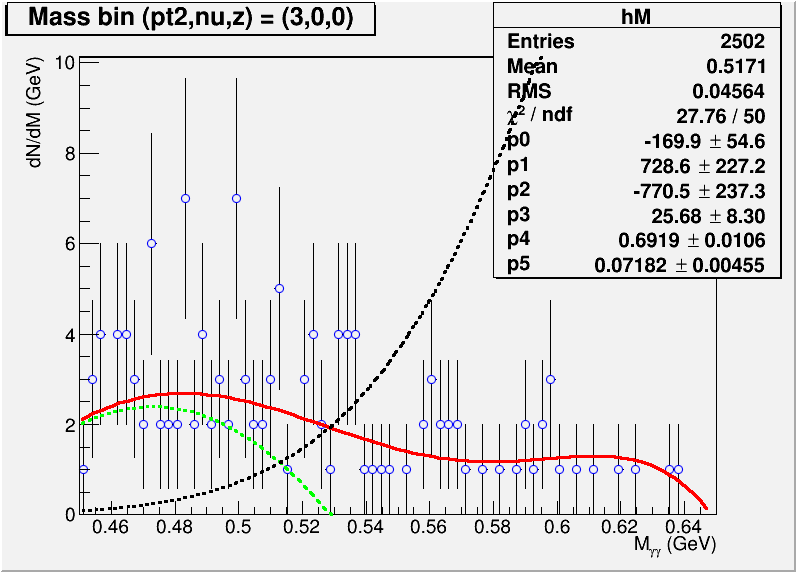 Mass bin (pt2,nu,z) = (3,0,0)
hM
Entries 2502
Mean 0.5171
RMS 0.04564
χ² / ndf 27.76 / 50
p0 -169.9 ± 54.6
p1 728.6 ± 227.2
p2 -770.5 ± 237.3
p3 25.68 ± 8.30
p4 0.6919 ± 0.0106
p5 0.07182 ± 0.00455
dN/dM (GeV)
10
8
6
4
2
0
0.46 0.48 0.5 0.52 0.54 0.56 0.58 0.6 0.62 0.64
Mγγ (GeV)